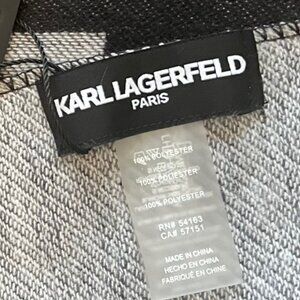 KARL LAGERFELD
PARIS
100% POLYESTER
100% POLYESTER
100% POLYESTER
RN# 54163
CA# 57151
MADE IN CHINA
HECHO EN CHINA
FABRIQUÉ EN CHINE